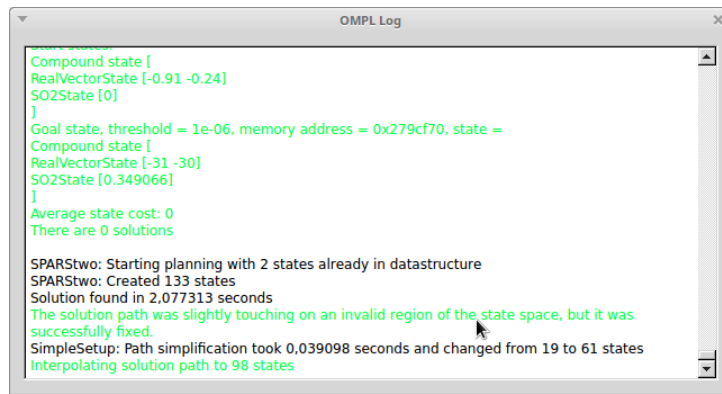 OMPL Log
Start states:
Compound state [
RealVectorState [-0.91 -0.24]
SO2State [0]
]
Goal state, threshold = 1e-06, memory address = 0x279cf70, state =
Compound state [
RealVectorState [-31 -30]
SO2State [0.349066]
]
Average state cost: 0
There are 0 solutions
SPARStwo: Starting planning with 2 states already in datastructure
SPARStwo: Created 133 states
Solution found in 2,077313 seconds
The solution path was slightly touching on an invalid region of the state space, but it was
successfully fixed.
SimpleSetup: Path simplification took 0,039098 seconds and changed from 19 to 61 states
Interpolating solution path to 98 states